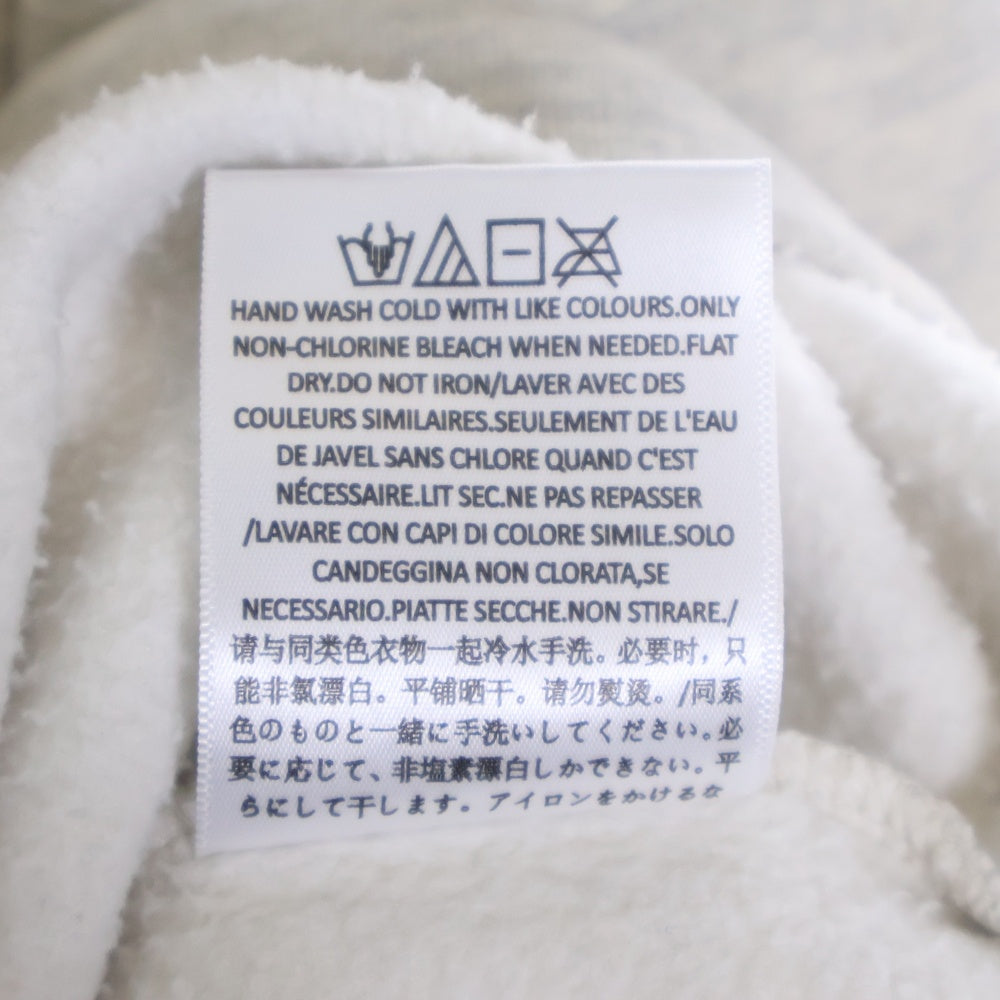 HAND WASH COLD WITH LIKE COLOURS.ONLY
NON-CHLORINE BLEACH WHEN NEEDED.FLAT
DRY.DO NOT IRON/LAVER AVEC DES
COULEURS SIMILAIRES.SEULEMENT DE L'EAU
DE JAVEL SANS CHLORE QUAND C'EST
NÉCESSAIRE.LIT SEC.NE PAS REPASSER
/LAVARE CON CAPI DI COLORE SIMILE.SOLO
CANDEGGINA NON CLORATA,SE
NECESSARIO.PIATTE SECCHE.NON STIRARE./
请与同类色衣物一起冷水手洗。必要时，只
能非氯漂白。平铺晒干。请勿熨烫。/同系
色のものと一緒に手洗いしてください。必
要に応じて、非塩素漂白しかできない。平
らにして干します。アイロンをかけるな